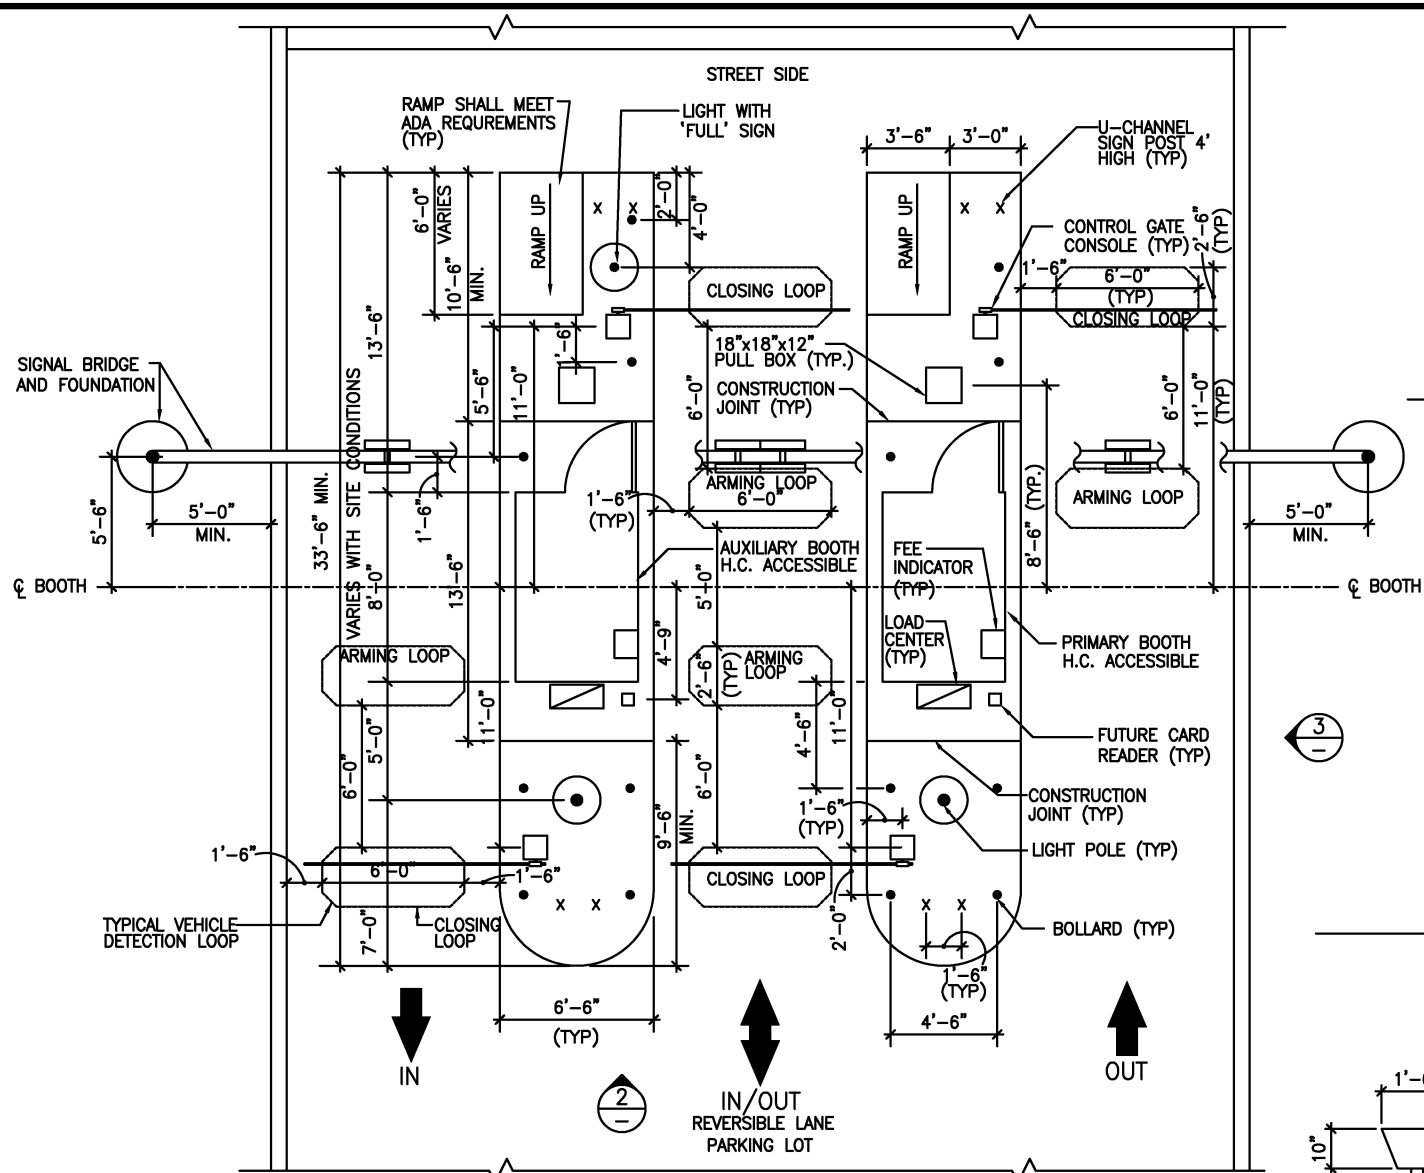 STREET SIDE
RAMP SHALL MEET
ADA REQUREMENTS
(TYP)
LIGHT WITH
'FULL' SIGN
3'-6"
3'-0"
U-CHANNEL
SIGN POST 4'
HIGH (TYP)
6'-0"
VARIES
RAMP UP
X X
2'-0"
4'-0"
RAMP UP
X X
CONTROL GATE
CONSOLE (TYP)
2'-6"
(TYP)
10'-6"
MIN.
13'-6"
CLOSING LOOP
1'-6"
6'-0"
(TYP)
CLOSING LOOP
SIGNAL BRIDGE
AND FOUNDATION
5'-6"
11'-0"
1'-6"
18"x18"x12"
PULL BOX (TYP.)
6'-0"
CONSTRUCTION
JOINT (TYP)
6'-0"
11'-0"
(TYP)
33'-6" MIN.
VARIES WITH SITE CONDITIONS
5'-6"
5'-0"
MIN.
1'-6"
1'-6"
(TYP)
ARMING LOOP
6'-0"
8'-6" (TYP.)
ARMING LOOP
5'-0"
MIN.
8'-0"
13'-6"
AUXILIARY BOOTH
H.C. ACCESSIBLE
5'-0"
FEE
INDICATOR
(TYP)
℄ BOOTH
℄ BOOTH
ARMING LOOP
4'-9"
2'-6"
(TYP)
ARMING
LOOP
LOAD
CENTER
(TYP)
PRIMARY BOOTH
H.C. ACCESSIBLE
11'-0"
4'-6"
11'-0"
FUTURE CARD
READER (TYP)
3
-
6'-0"
5'-0"
9'-6"
MIN.
6'-0"
1'-6"
(TYP)
CONSTRUCTION
JOINT (TYP)
LIGHT POLE (TYP)
1'-6"
6'-0"
1'-6"
CLOSING LOOP
2'-0"
X X
X X
TYPICAL VEHICLE
DETECTION LOOP
7'-0"
CLOSING
LOOP
BOLLARD (TYP)
1'-6"
(TYP)
6'-6"
(TYP)
4'-6"
IN
2
-
IN/OUT
REVERSIBLE LANE
PARKING LOT
OUT
10"